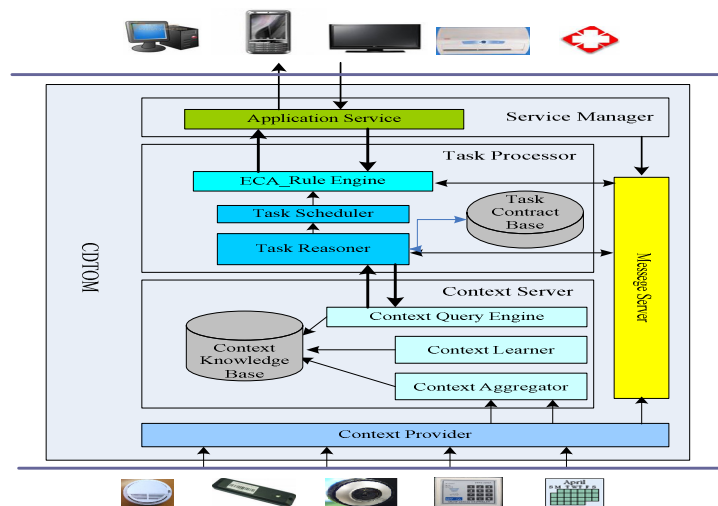 Application Service
Service Manager
Task Processor
ECA_Rule Engine
Task Scheduler
Task Reasoner
Task
Contract
Base
CDTOM
Messege Server
Context Server
Context Query Engine
Context
Knowledge
Base
Context Learner
Context Aggregator
Context Provider
April
S M T W T F S